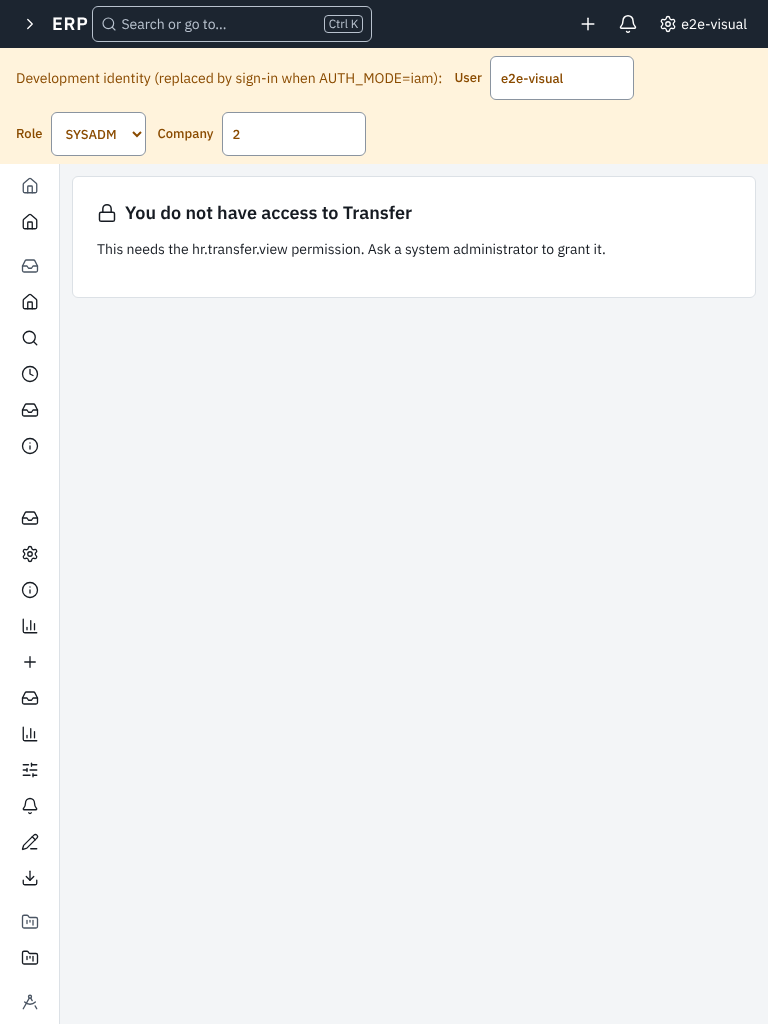 ERP Search or go to... Ctrl K e2e-visual
Development identity (replaced by sign-in when AUTH_MODE=iam): User e2e-visual
Role SYSADM Company 2
You do not have access to Transfer
This needs the hr.transfer.view permission. Ask a system administrator to grant it.